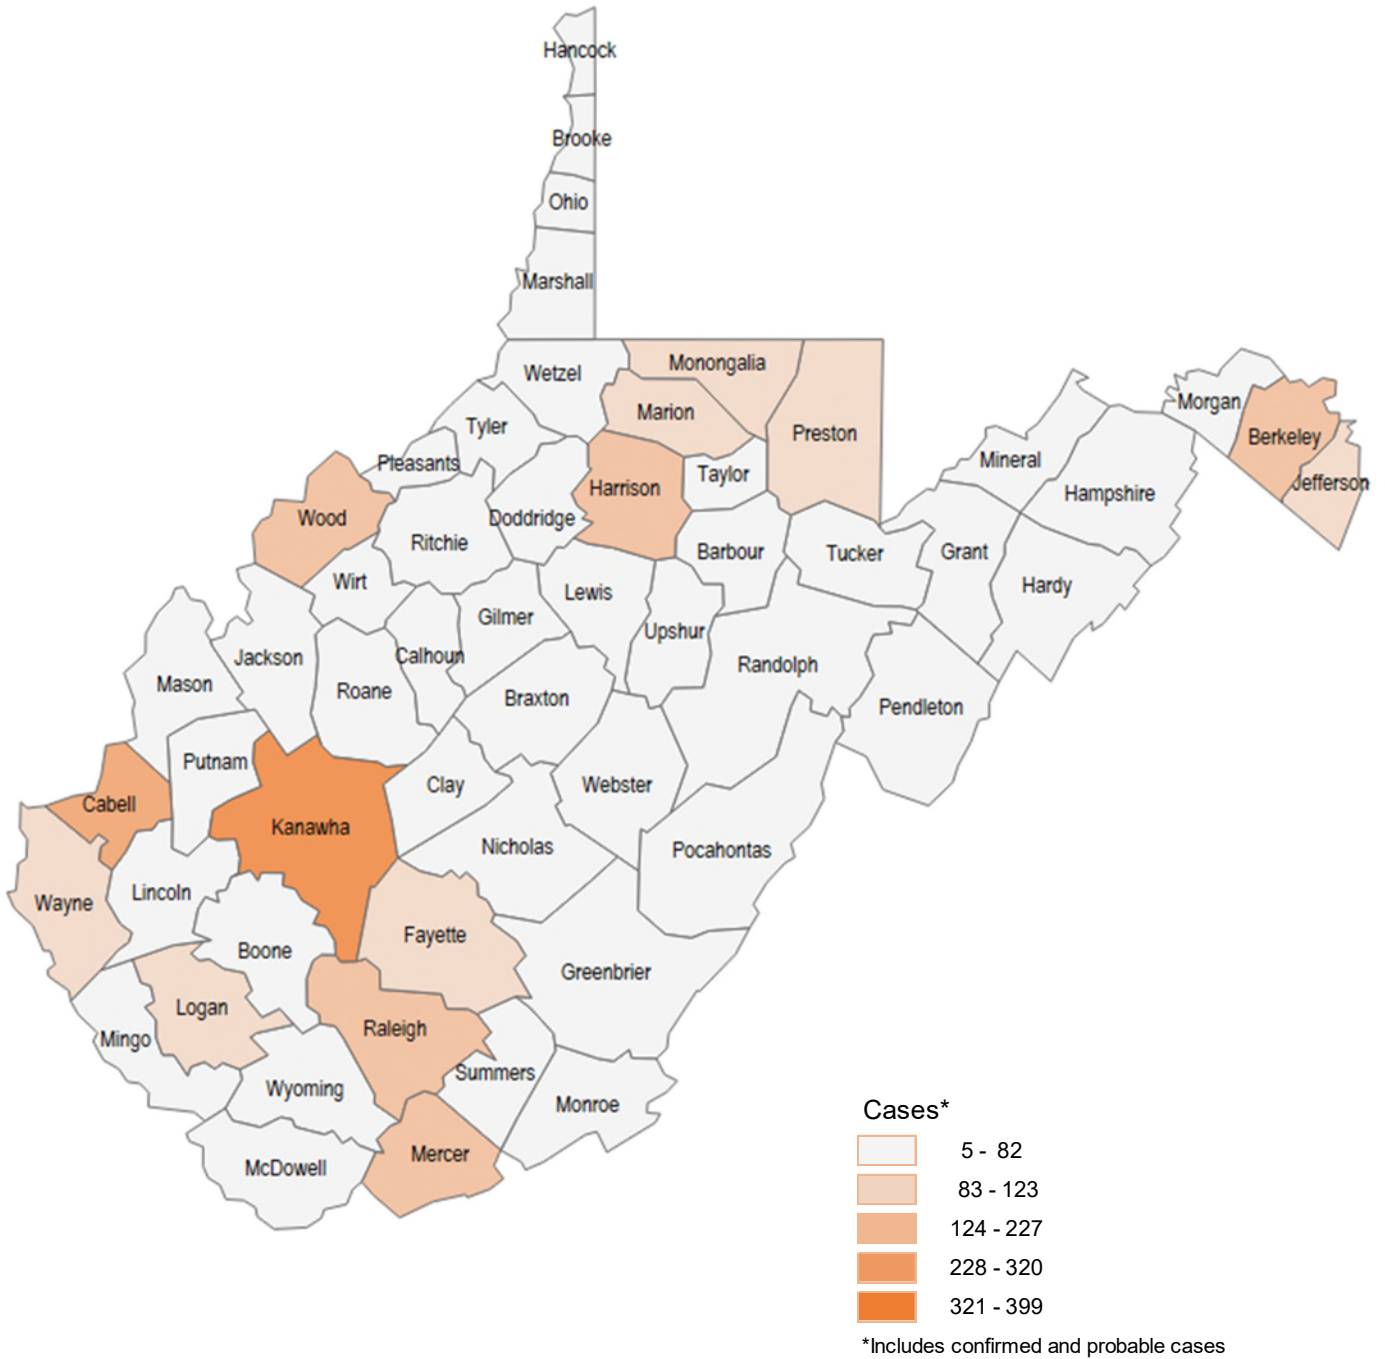 Hancock
Brooke
Ohio
Marshall
Wetzel
Monongalia
Marion
Preston
Tyler
Pleasants
Harrison
Taylor
Wood
Doddridge
Ritchie
Barbour
Tucker
Grant
Mineral
Hampshire
Morgan
Berkeley
Jefferson
Hardy
Wirt
Lewis
Gilmer
Upshur
Jackson
Calhoun
Roane
Mason
Braxton
Randolph
Pendleton
Putnam
Clay
Webster
Cabell
Kanawha
Nicholas
Pocahontas
Wayne
Lincoln
Boone
Fayette
Greenbrier
Logan
Raleigh
Mingo
Wyoming
Summers
Monroe
McDowell
Mercer
Cases*
5 - 82
83 - 123
124 - 227
228 - 320
321 - 399
*Includes confirmed and probable cases